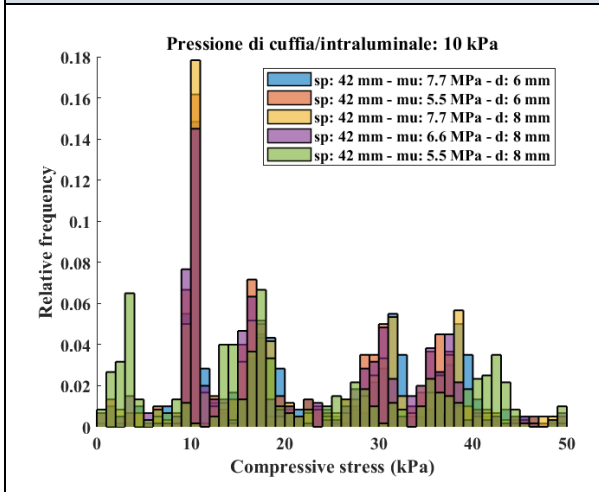 Pressione di cuffia/intraluminale: 10 kPa
0.18
0.16
0.14
0.12
0.1
0.08
0.06
0.04
0.02
0
Relative frequency
sp: 42 mm - mu: 7.7 MPa - d: 6 mm
sp: 42 mm - mu: 5.5 MPa - d: 6 mm
sp: 42 mm - mu: 7.7 MPa - d: 8 mm
sp: 42 mm - mu: 6.6 MPa - d: 8 mm
sp: 42 mm - mu: 5.5 MPa - d: 8 mm
0 10 20 30 40 50
Compressive stress (kPa)